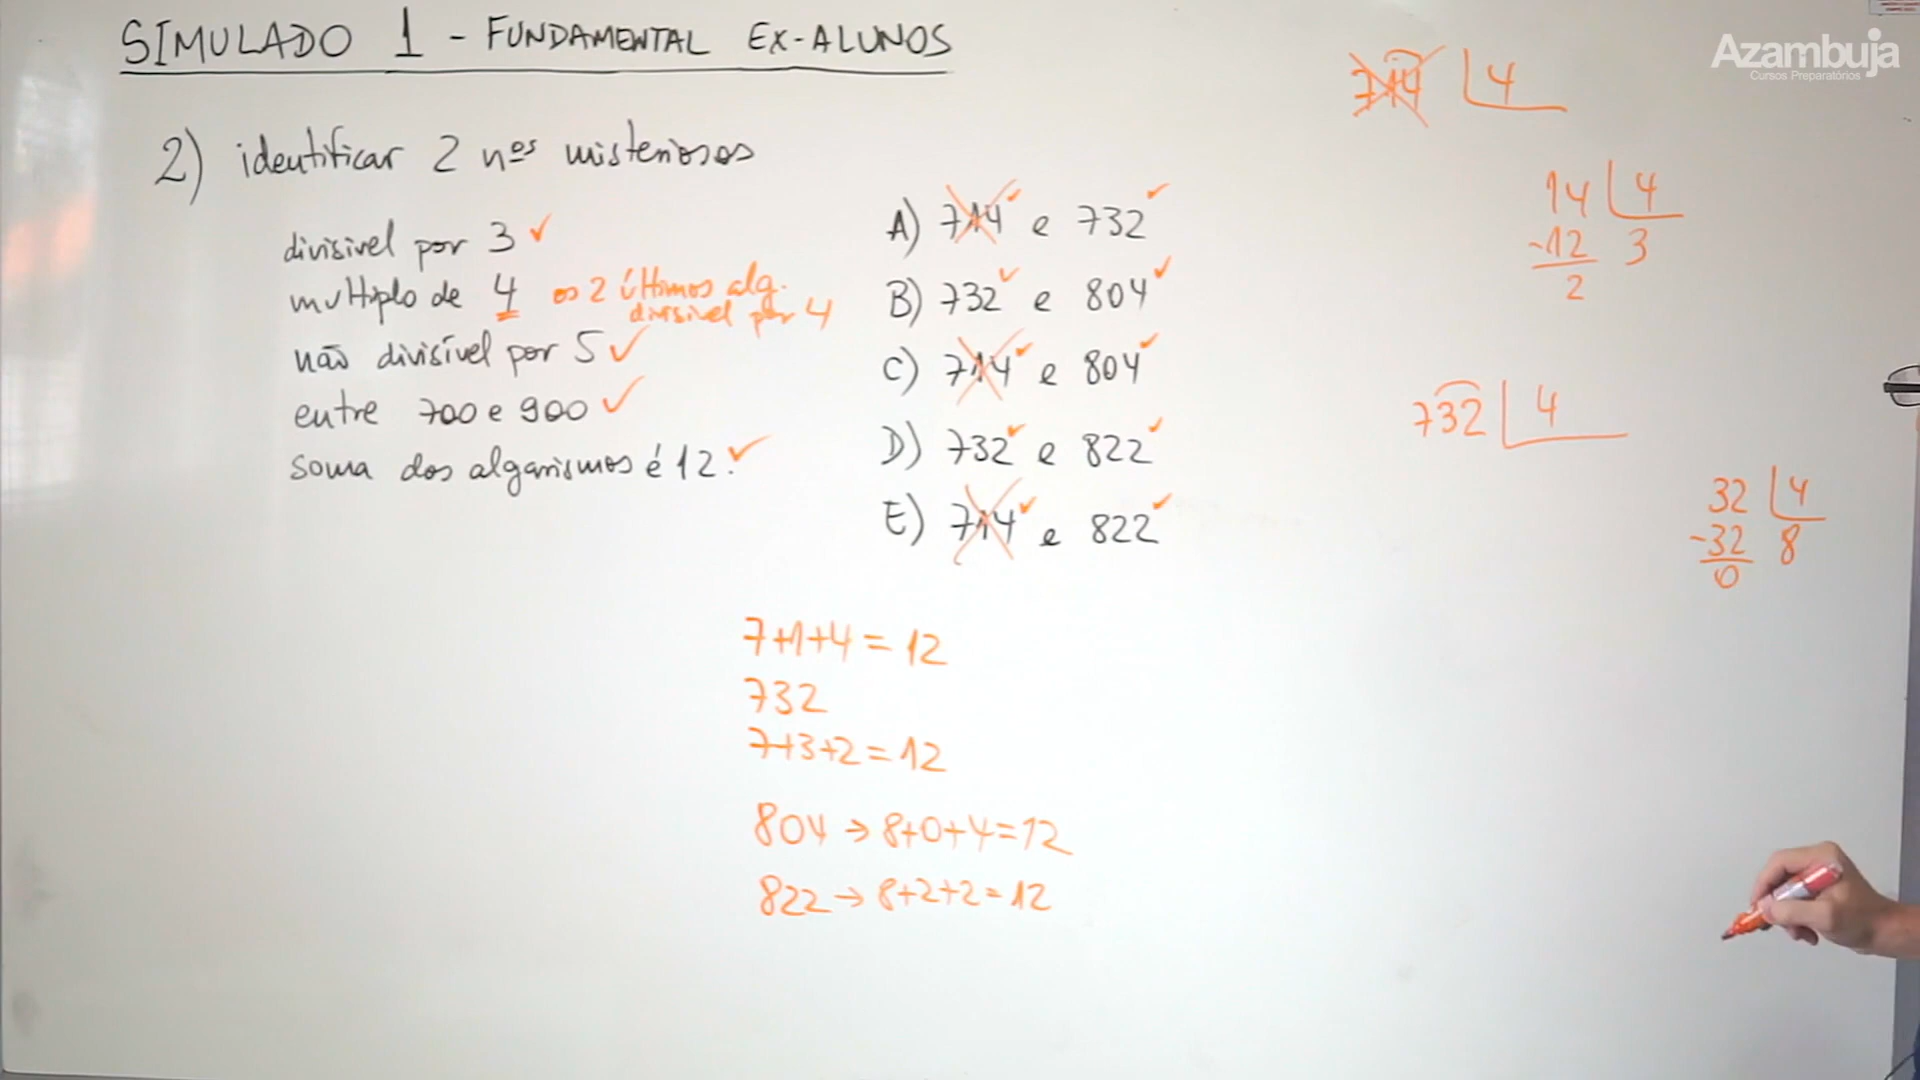 SIMULADO 1 - FUNDAMENTAL EX-ALUNOS
Azambuja
Cursos Preparatórios
2) identificar 2 nºs misteriosos
divisível por 3 ✓
multiplo de 4 os 2 últimos alg.
divisível por 4
não divisível por 5 ✓
entre 700 e 900 ✓
soma dos algarismos é 12. ✓
A) 714 ✓ e 732 ✓
B) 732 ✓ e 804 ✓
C) 714 ✓ e 804 ✓
D) 732 ✓ e 822 ✓
E) 714 ✓ e 822 ✓
7+1+4 = 12
732
7+3+2 = 12
804 → 8+0+4=12
822 → 8+2+2=12
714 4
14 4
-12 3
2
732 4
32 4
-32 8
0